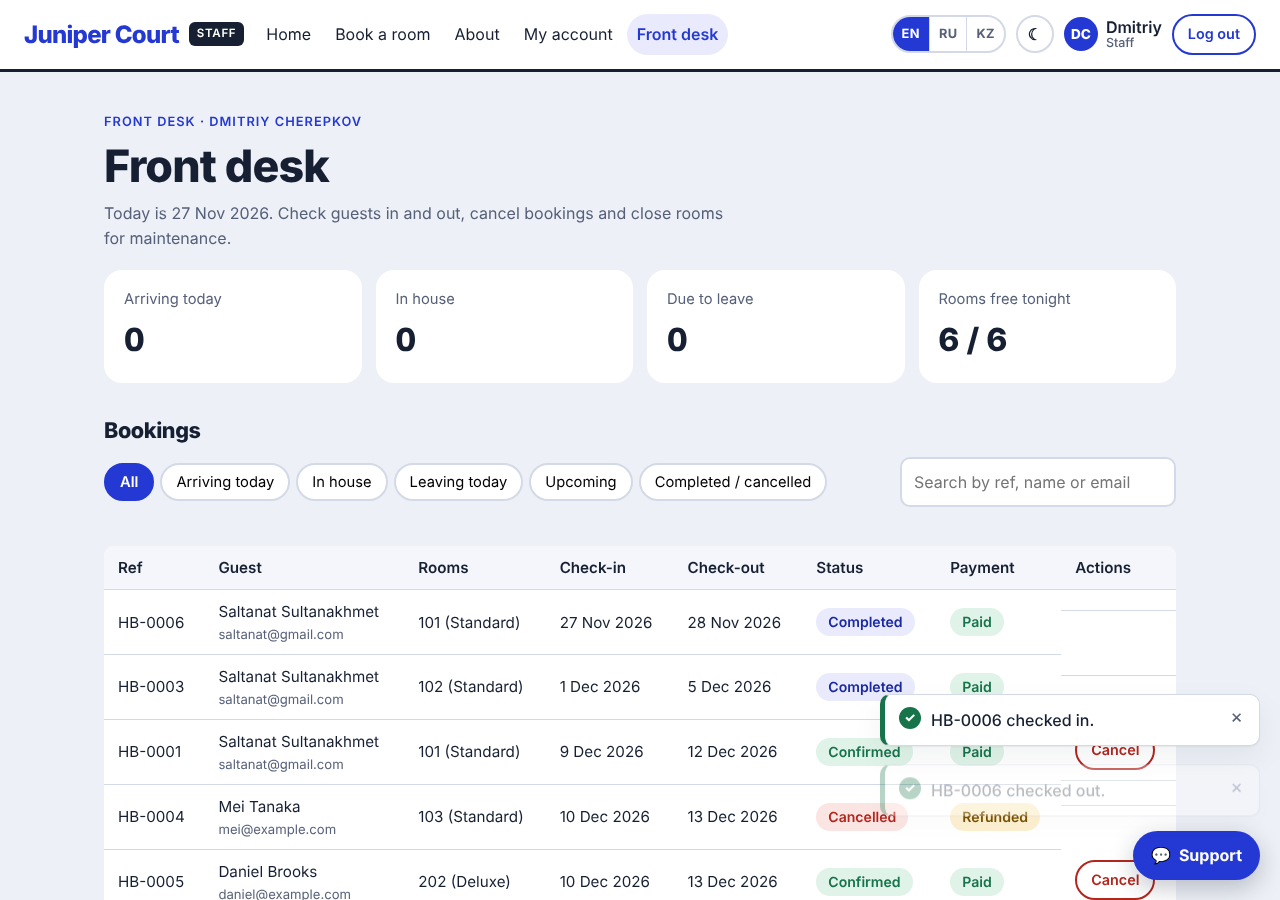 Juniper Court STAFF Home Book a room About My account Front desk EN RU KZ DC Dmitriy Staff Log out
FRONT DESK · DMITRIY CHEREPKOV
Front desk
Today is 27 Nov 2026. Check guests in and out, cancel bookings and close rooms
for maintenance.
Arriving today In house Due to leave Rooms free tonight
0 0 0 6 / 6
Bookings
All Arriving today In house Leaving today Upcoming Completed / cancelled Search by ref, name or email
Ref Guest Rooms Check-in Check-out Status Payment Actions
HB-0006 Saltanat Sultanakhmet 101 (Standard) 27 Nov 2026 28 Nov 2026 Completed Paid
saltanat@gmail.com
HB-0003 Saltanat Sultanakhmet 102 (Standard) 1 Dec 2026 5 Dec 2026 Completed Paid
saltanat@gmail.com
HB-0006 checked in. ×
HB-0001 Saltanat Sultanakhmet 101 (Standard) 9 Dec 2026 12 Dec 2026 Confirmed Paid Cancel
saltanat@gmail.com
HB-0006 checked out. ×
HB-0004 Mei Tanaka 103 (Standard) 10 Dec 2026 13 Dec 2026 Cancelled Refunded
mei@example.com
HB-0005 Daniel Brooks 202 (Deluxe) 10 Dec 2026 13 Dec 2026 Confirmed Paid Cancel
daniel@example.com
Support